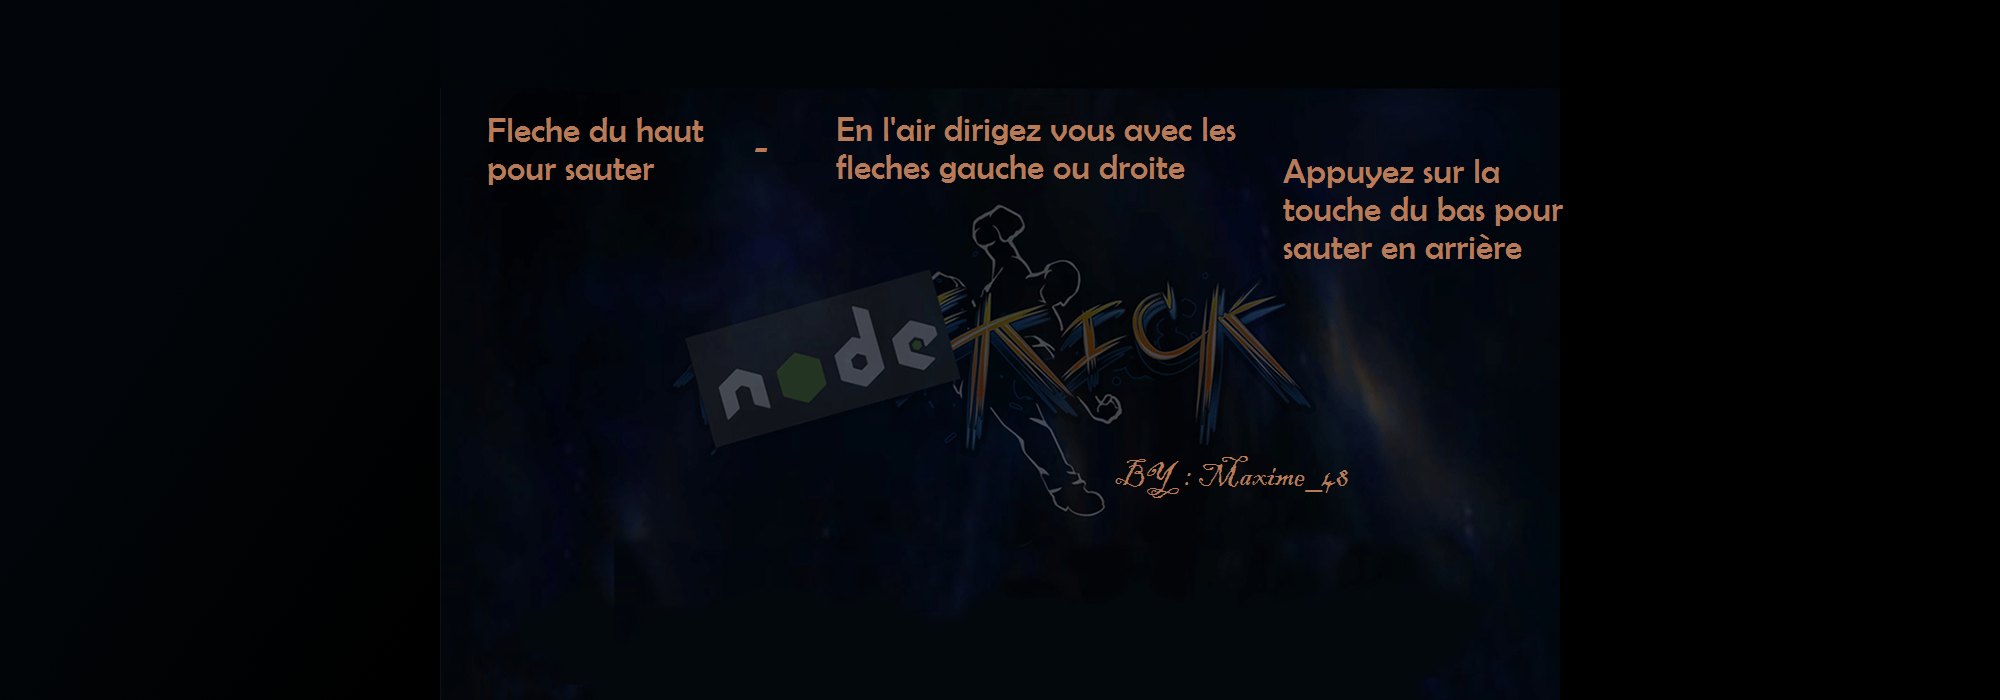 Fleche du haut
pour sauter
-
En l'air dirigez vous avec les
fleches gauche ou droite
Appuyez sur la
touche du bas pour
sauter en arrière
node
KICK
BY : Maxime_48